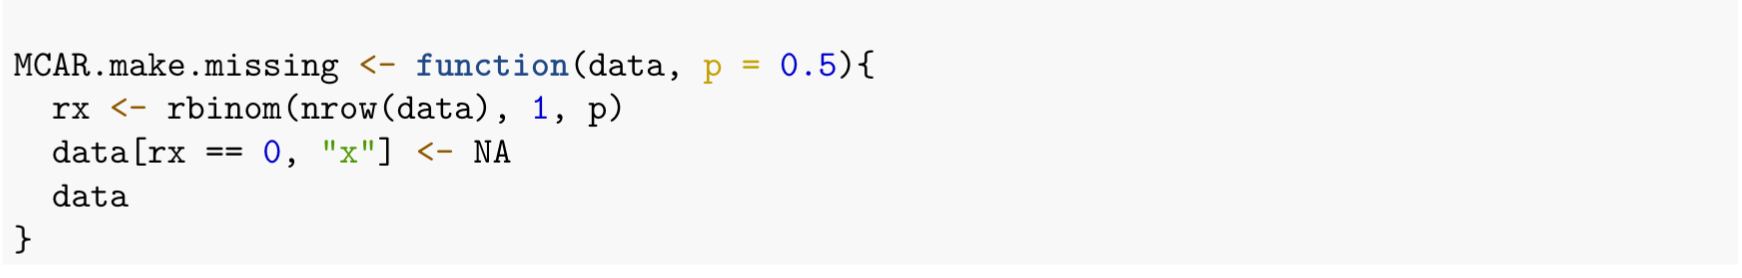 MCAR.make.missing <- function(data, p = 0.5){
  rx <- rbinom(nrow(data), 1, p)
  data[rx == 0, "x"] <- NA
  data
}